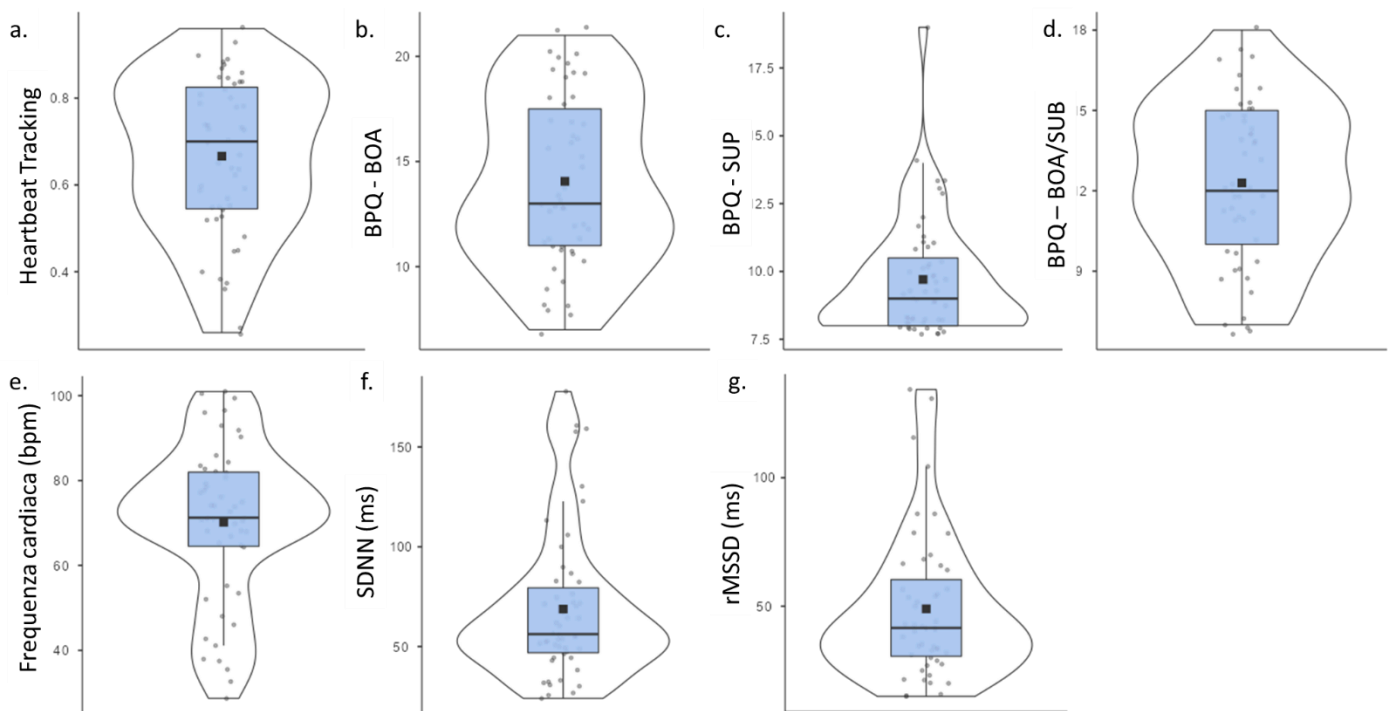 a.
Heartbeat Tracking
0.8
0.6
0.4
b.
BPQ - BOA
20
15
10
c.
BPQ - SUP
17.5
15.0
12.5
10.0
7.5
d.
BPQ – BOA/SUB
18
15
12
9
e.
Frequenza cardiaca (bpm)
100
80
60
40
f.
SDNN (ms)
150
100
50
g.
rMSSD (ms)
100
50